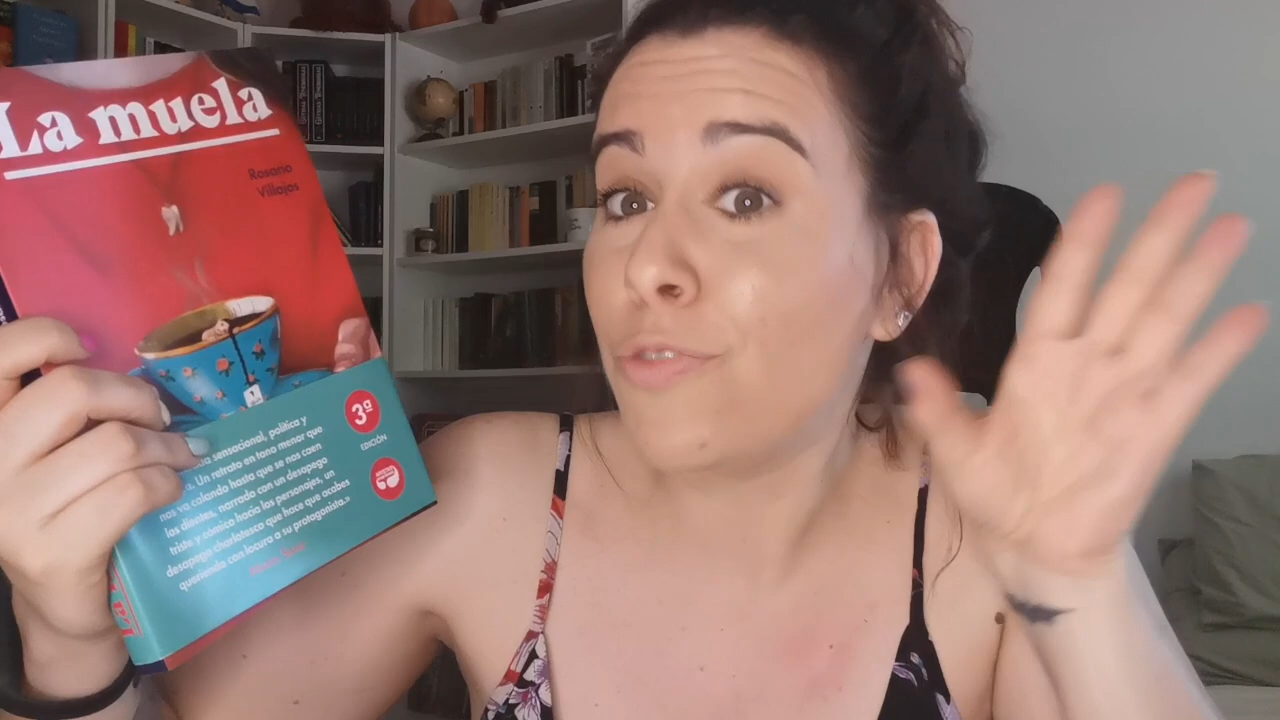 La muela
Rosario
Villajos
sensacional, política y
Un retrato en tono menor que
nos va calando hasta que se nos caen
los dientes, narrado con un desapego
triste y cómico hacia los personajes, un
desapego charlotesco que hace que acabes
queriendo con locura a su protagonista.»
3ª
EDICIÓN